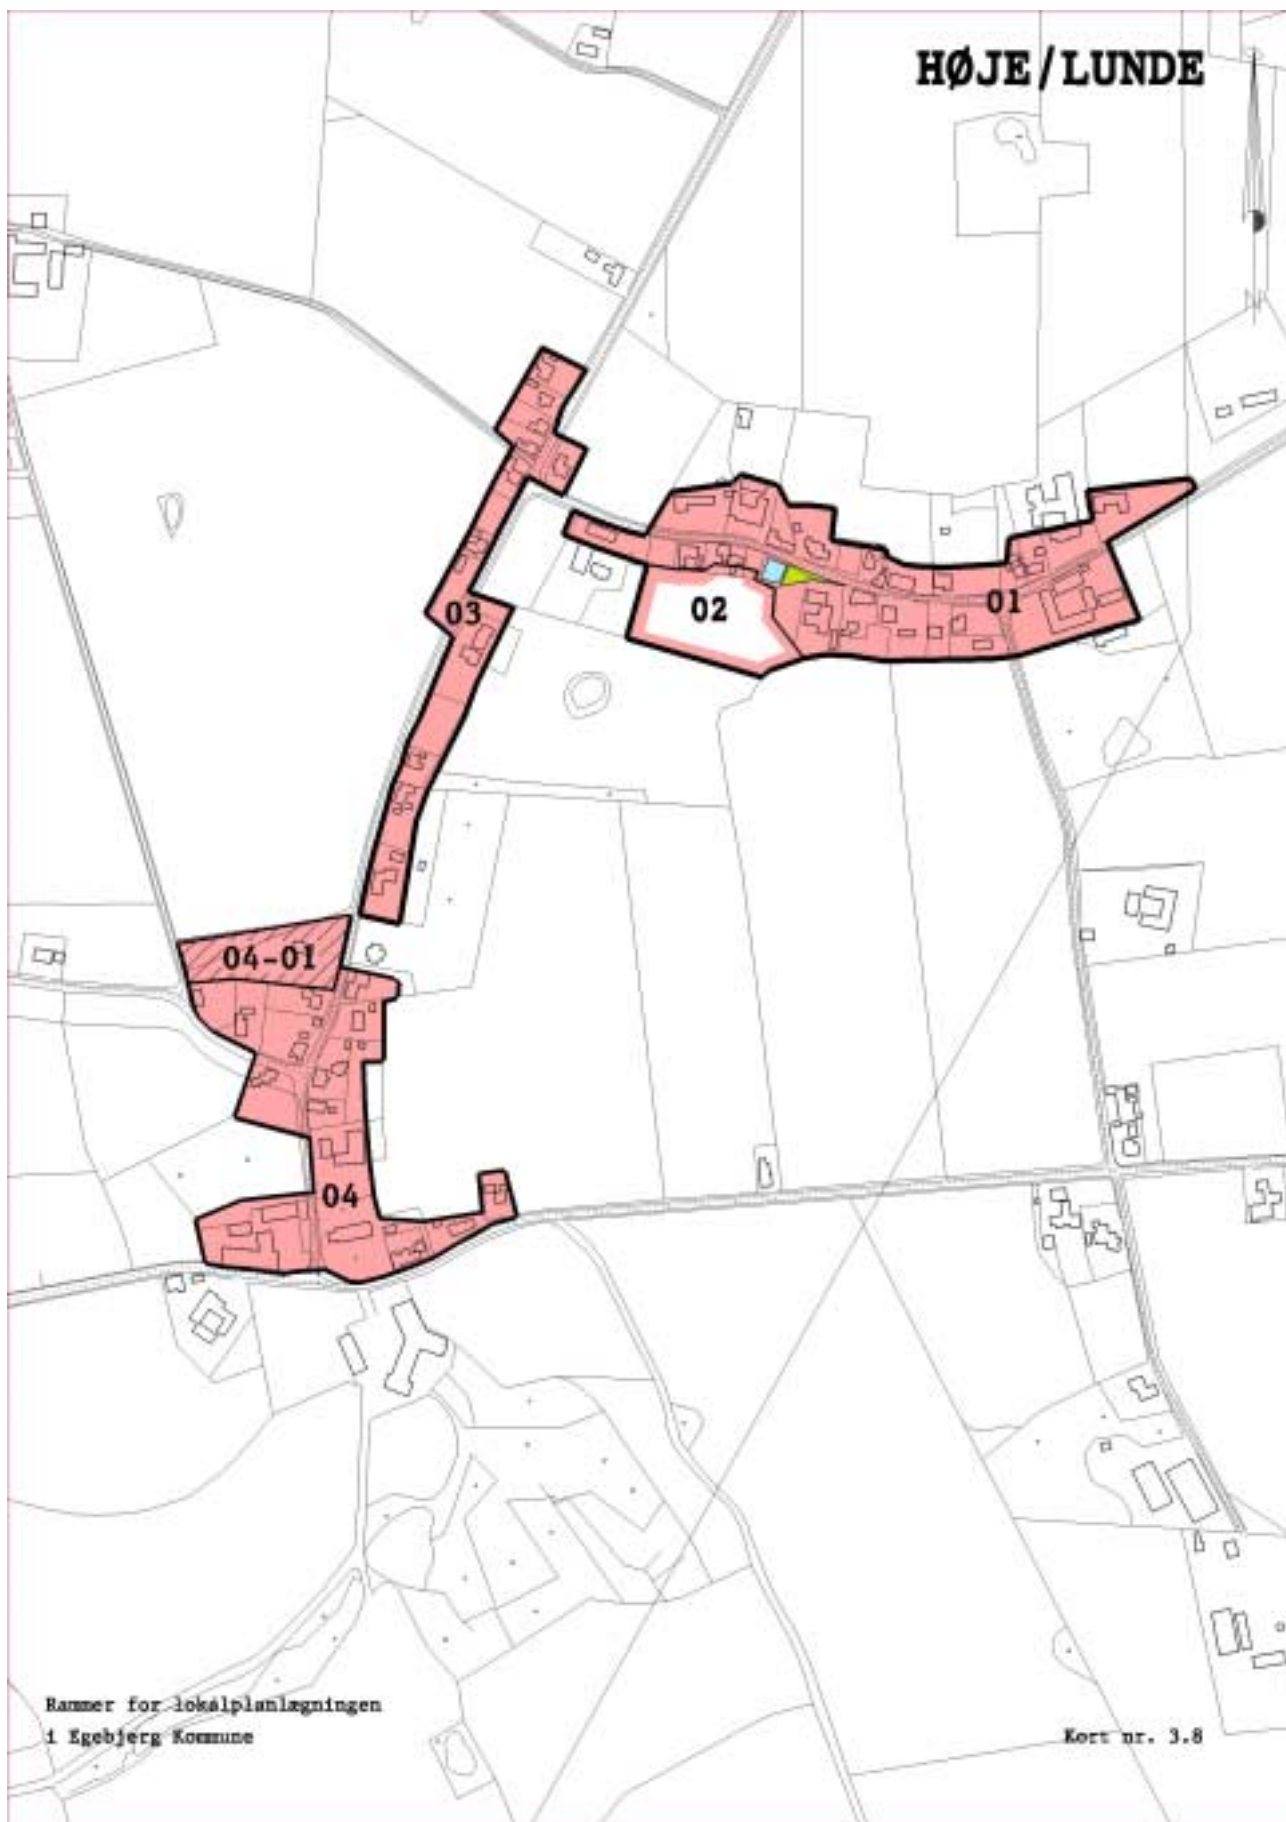 HØJE/LUNDE
03
02
01
04-01
04
Rammer for lokalplanlægningen
i Egebjerg Kommune
Kort nr. 3.8